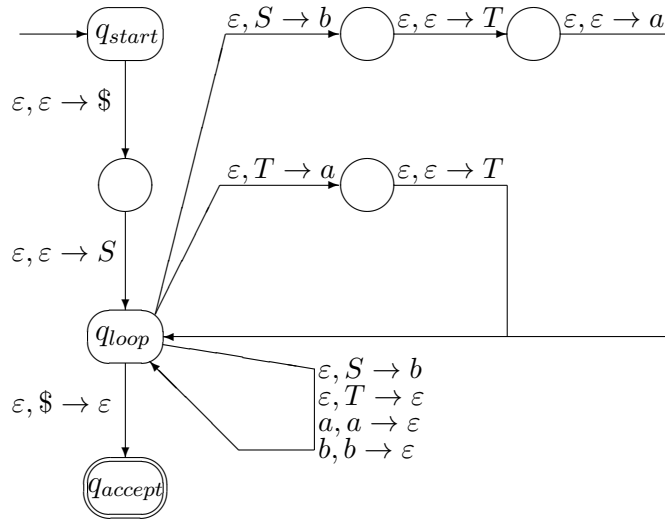 q_start
ε, S → b
ε, ε → T
ε, ε → a
ε, ε → $
ε, T → a
ε, ε → T
ε, ε → S
q_loop
ε, S → b
ε, T → ε
a, a → ε
b, b → ε
ε, $ → ε
q_accept